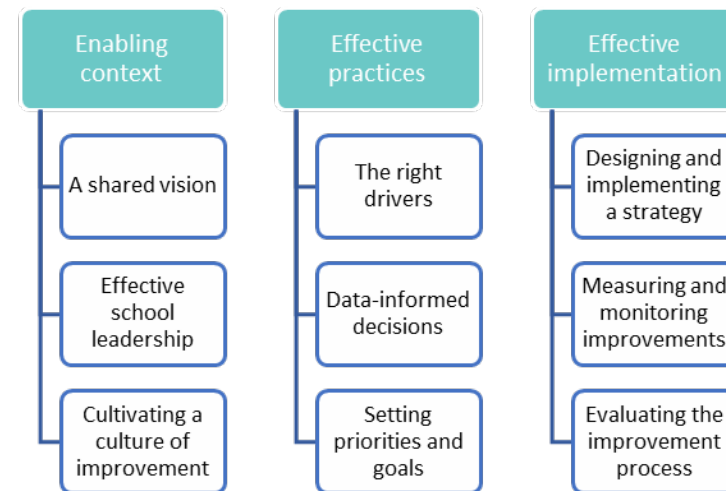 Enabling
context
A shared vision
Effective
school
leadership
Cultivating a
culture of
improvement
Effective
practices
The right
drivers
Data-informed
decisions
Setting
priorities and
goals
Effective
implementation
Designing and
implementing
a strategy
Measuring and
monitoring
improvements
Evaluating the
improvement
process